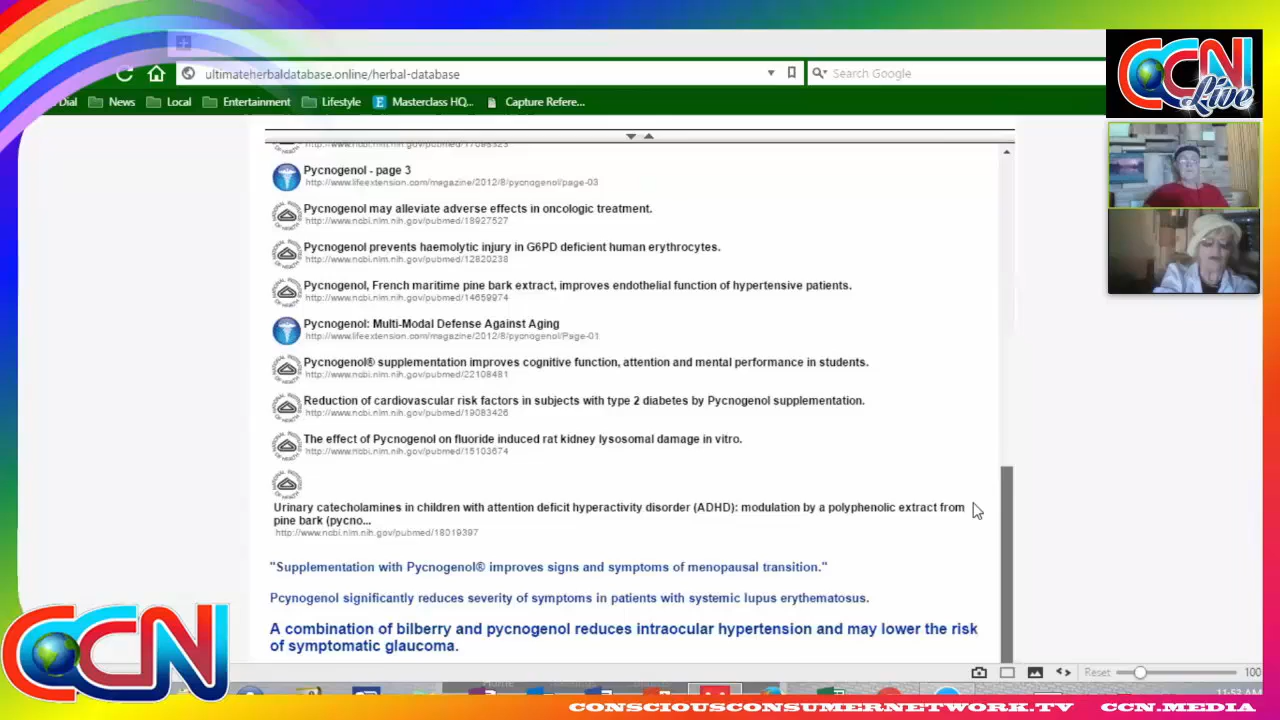 ultimateherbaldatabase.online/herbal-database
Search Google
Dial
News
Local
Entertainment
Lifestyle
Masterclass HQ...
Capture Refere...
CCN
Live
Pycnogenol - page 3
http://www.lifeextension.com/magazine/2012/8/pycnogenol/page-03
Pycnogenol may alleviate adverse effects in oncologic treatment.
http://www.ncbi.nlm.nih.gov/pubmed/18927527
Pycnogenol prevents haemolytic injury in G6PD deficient human erythrocytes.
http://www.ncbi.nlm.nih.gov/pubmed/12820238
Pycnogenol, French maritime pine bark extract, improves endothelial function of hypertensive patients.
http://www.ncbi.nlm.nih.gov/pubmed/14659974
Pycnogenol: Multi-Modal Defense Against Aging
http://www.lifeextension.com/magazine/2012/8/pycnogenol/Page-01
Pycnogenol® supplementation improves cognitive function, attention and mental performance in students.
http://www.ncbi.nlm.nih.gov/pubmed/22108481
Reduction of cardiovascular risk factors in subjects with type 2 diabetes by Pycnogenol supplementation.
http://www.ncbi.nlm.nih.gov/pubmed/19083426
The effect of Pycnogenol on fluoride induced rat kidney lysosomal damage in vitro.
http://www.ncbi.nlm.nih.gov/pubmed/15103674
Urinary catecholamines in children with attention deficit hyperactivity disorder (ADHD): modulation by a polyphenolic extract from
pine bark (pycno...
http://www.ncbi.nlm.nih.gov/pubmed/18019397
"Supplementation with Pycnogenol® improves signs and symptoms of menopausal transition."
Pcynogenol significantly reduces severity of symptoms in patients with systemic lupus erythematosus.
A combination of bilberry and pycnogenol reduces intraocular hypertension and may lower the risk
of symptomatic glaucoma.
CCN
Reset
100
11:52 AM
CONSCIOUSCONSUMERNETWORK.TV
CCN.MEDIA